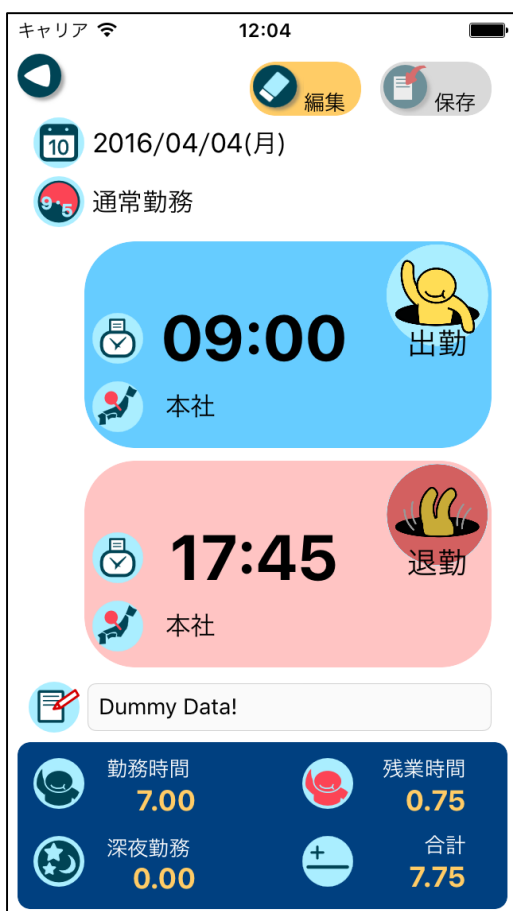 キャリア 12:04
編集 保存
10 2016/04/04(月)
9·5 通常勤務
09:00
出勤
本社
17:45
退勤
本社
Dummy Data!
勤務時間 残業時間
7.00 0.75
深夜勤務 合計
0.00 7.75